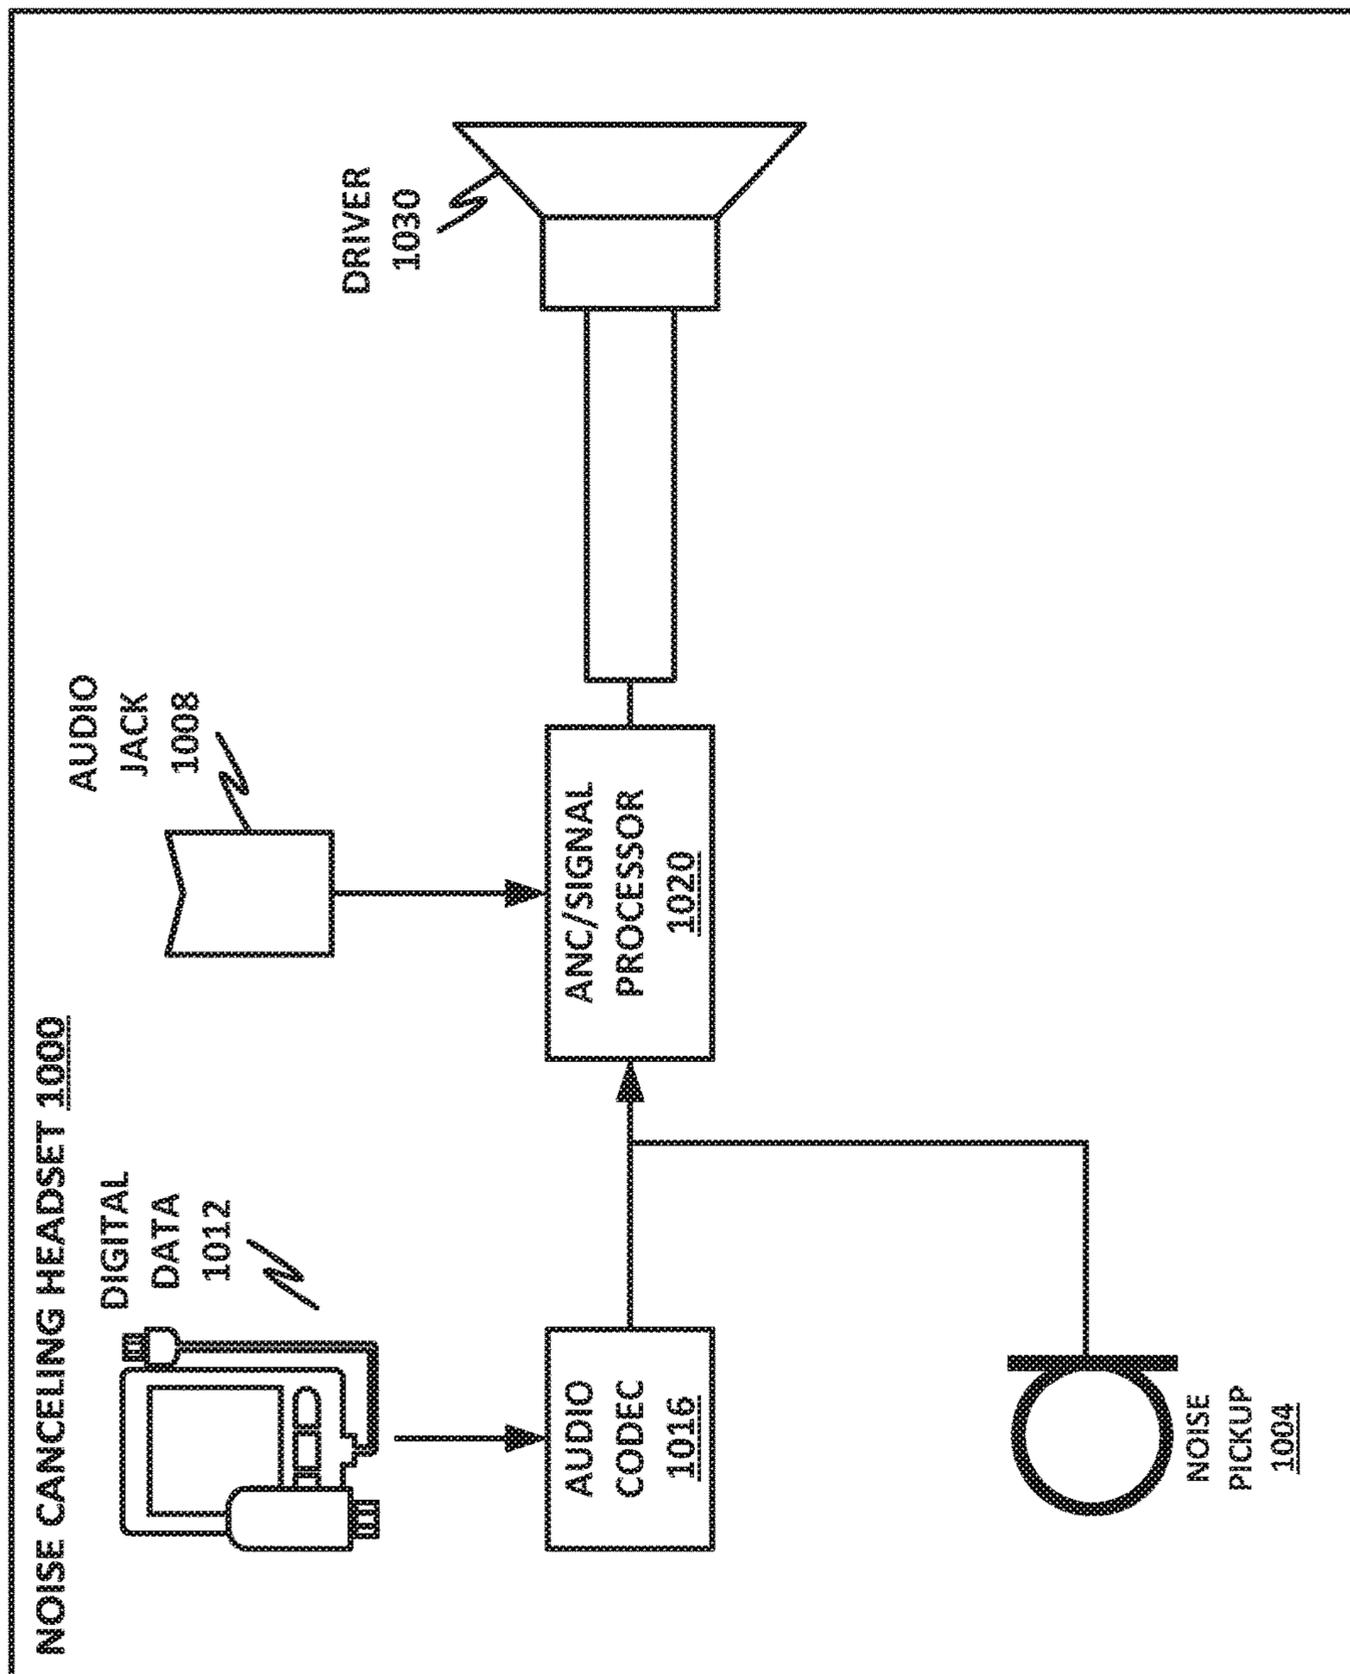 NOISE CANCELING HEADSET 1000
DIGITAL
DATA
1012
AUDIO
JACK
1008
DRIVER
1030
AUDIO
CODEC
1016
ANC/SIGNAL
PROCESSOR
1020
NOISE
PICKUP
1004